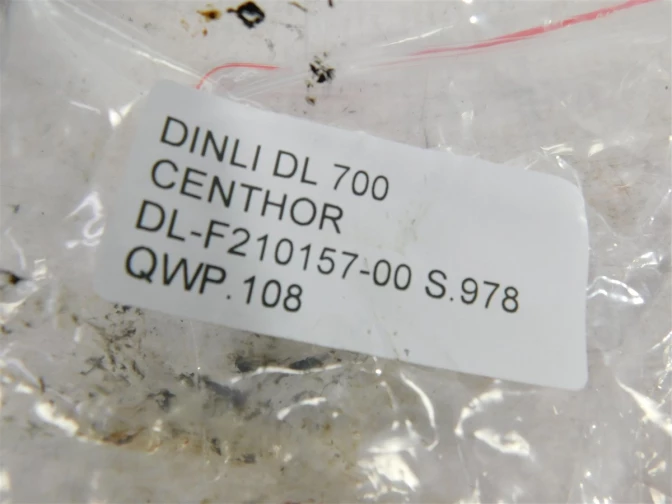 DINLI DL 700
CENTHOR
DL-F210157-00 S.978
QWP.108